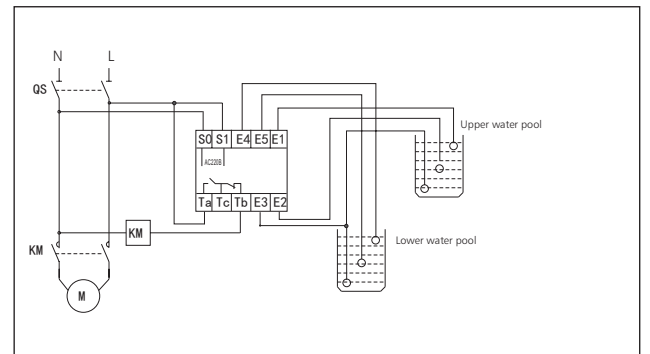 N L
QS
S0 S1 E4 E5 E1
Upper water pool
AC220B
Ta Tc Tb E3 E2
KM
Lower water pool
KM
M